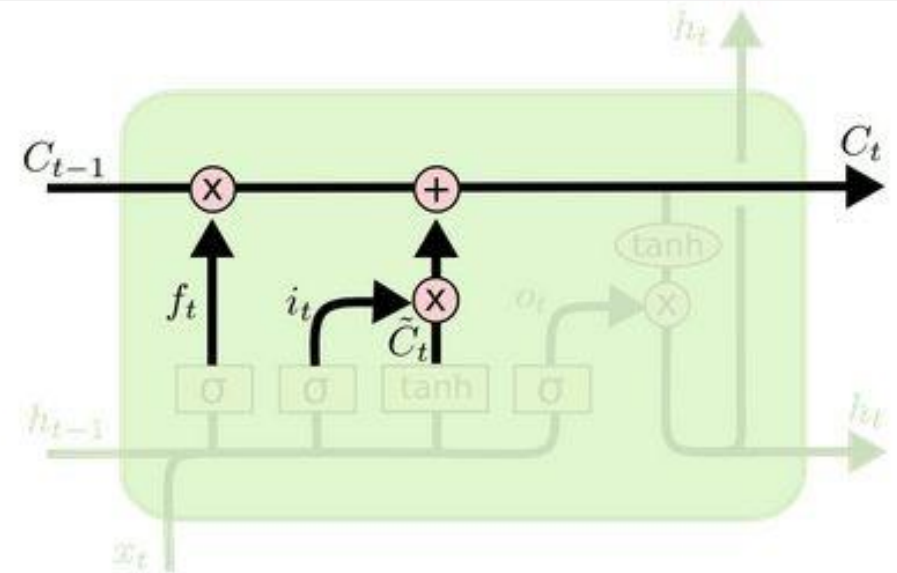 h_t
C_{t-1}
C_t
x
+
tanh
f_t
i_t
x
o_t
x
C̃_t
σ
σ
tanh
σ
h_{t-1}
h_t
x_t